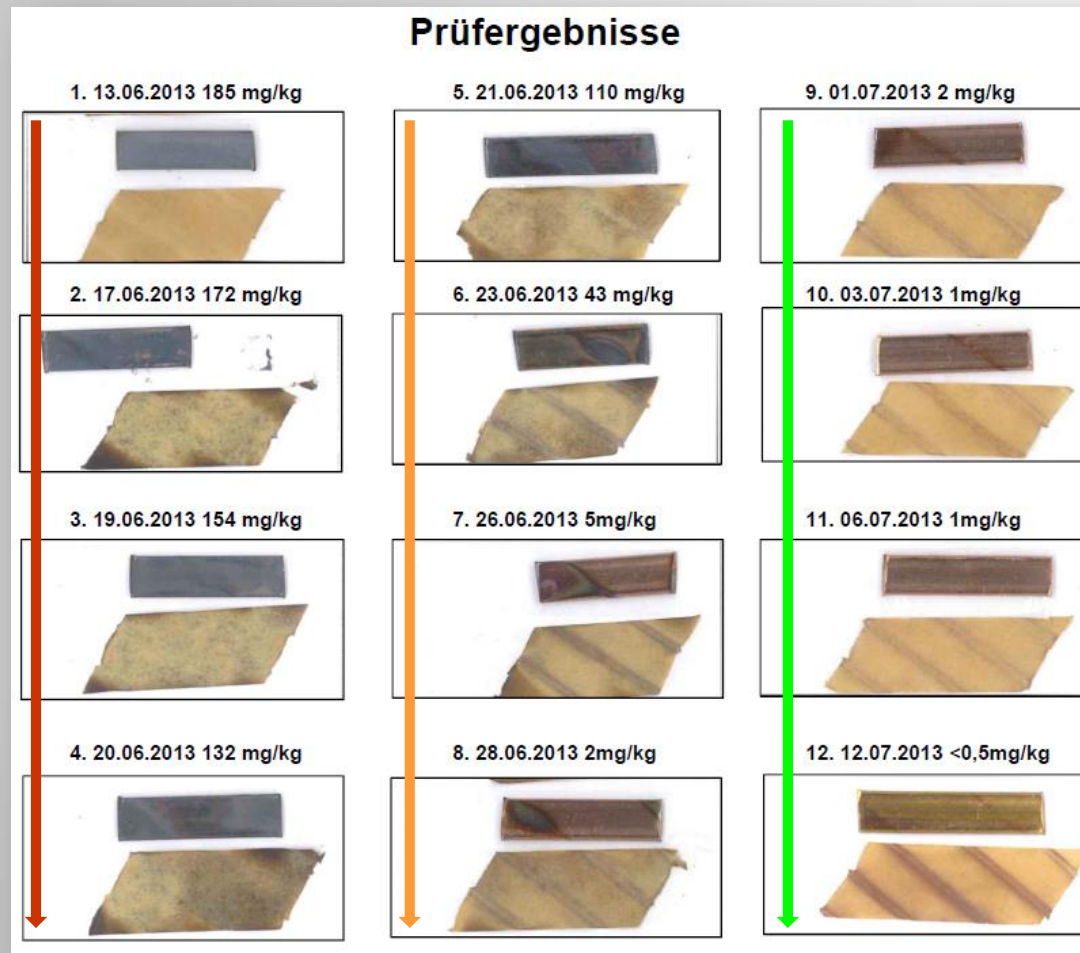 Prüfergebnisse
1. 13.06.2013 185 mg/kg
2. 17.06.2013 172 mg/kg
3. 19.06.2013 154 mg/kg
4. 20.06.2013 132 mg/kg
5. 21.06.2013 110 mg/kg
6. 23.06.2013 43 mg/kg
7. 26.06.2013 5mg/kg
8. 28.06.2013 2mg/kg
9. 01.07.2013 2 mg/kg
10. 03.07.2013 1mg/kg
11. 06.07.2013 1mg/kg
12. 12.07.2013 <0,5mg/kg